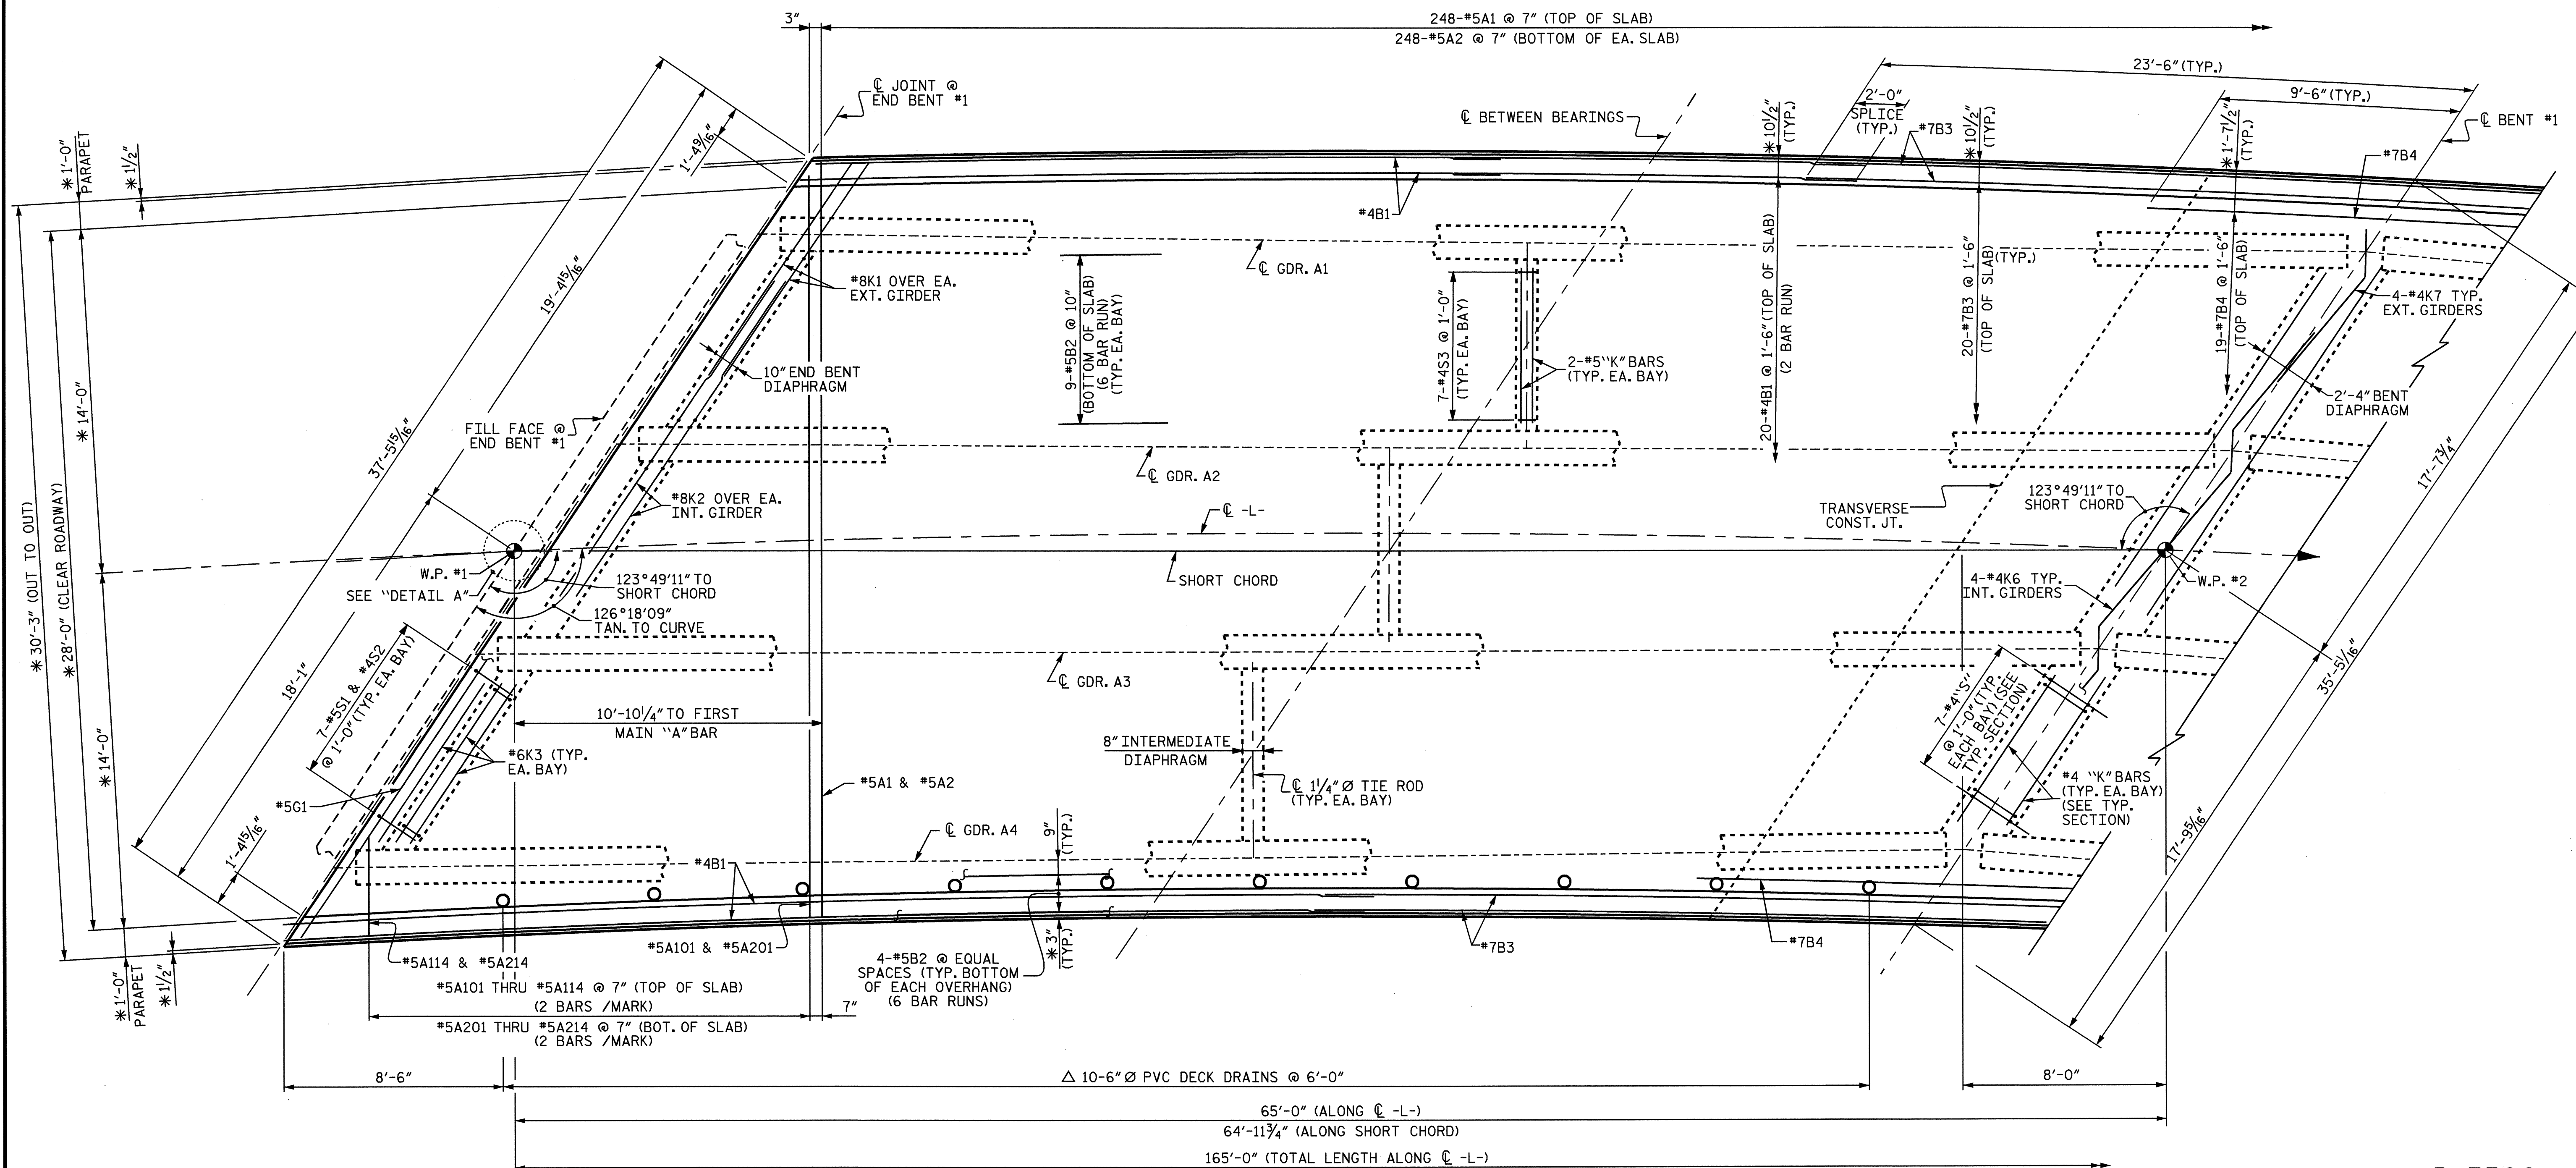 3"
248-#5A1 @ 7" (TOP OF SLAB)
248-#5A2 @ 7" (BOTTOM OF EA. SLAB)
℄ JOINT @
END BENT #1
℄ BETWEEN BEARINGS
23'-6" (TYP.)
2'-0"
SPLICE
(TYP.)
9'-6" (TYP.)
℄ BENT #1
#7B3
#7B4
✳10½"
(TYP.)
✳10½"
(TYP.)
✳1'-7½"
(TYP.)
✳1'-0"
PARAPET
✳1½"
1'-4⁹⁄₁₆"
19'-4¹⁵⁄₁₆"
37'-5¹⁵⁄₁₆"
18'-1"
1'-4¹⁵⁄₁₆"
✳30'-3" (OUT TO OUT)
✳28'-0" (CLEAR ROADWAY)
✳14'-0"
✳14'-0"
✳1'-0"
PARAPET
✳1½"
#4B1
℄ GDR. A1
#8K1 OVER EA.
EXT. GIRDER
10" END BENT
DIAPHRAGM
FILL FACE @
END BENT #1
9-#5B2 @ 10"
(BOTTOM OF SLAB)
(6 BAR RUN)
(TYP. EA. BAY)
7-#4S3 @ 1'-0"
(TYP. EA. BAY)
2-#5 "K" BARS
(TYP. EA. BAY)
20-#4B1 @ 1'-6" (TOP OF SLAB)
(2 BAR RUN)
20-#7B3 @ 1'-6"
(TOP OF SLAB)
(TYP.)
19-#7B4 @ 1'-6"
(TOP OF SLAB)
4-#4K7 TYP.
EXT. GIRDERS
2'-4" BENT
DIAPHRAGM
℄ GDR. A2
#8K2 OVER EA.
INT. GIRDER
℄ -L-
TRANSVERSE
CONST. JT.
123°49'11" TO
SHORT CHORD
17'-7¾"
W.P. #1
SEE "DETAIL A"
123°49'11" TO
SHORT CHORD
126°18'09"
TAN. TO CURVE
SHORT CHORD
4-#4K6 TYP.
INT. GIRDERS
W.P. #2
7-#5S1 & #4S2
@ 1'-0" (TYP. EA. BAY)
℄ GDR. A3
10'-10¼" TO FIRST
MAIN "A" BAR
#6K3 (TYP.
EA. BAY)
#5G1
8" INTERMEDIATE
DIAPHRAGM
#5A1 & #5A2
℄ 1¼" Ø TIE ROD
(TYP. EA. BAY)
7-#4 "S"
@ 1'-0" (TYP.
EACH BAY) (SEE
TYP. SECTION)
#4 "K" BARS
(TYP. EA. BAY)
(SEE TYP.
SECTION)
35'-5¹⁄₁₆"
17'-9⁵⁄₁₆"
℄ GDR. A4
9"
(TYP.)
#4B1
#5A114 & #5A214
#5A101 & #5A201
4-#5B2 @ EQUAL
SPACES (TYP. BOTTOM
OF EACH OVERHANG)
(6 BAR RUNS)
✳3"
(TYP.)
#7B3
#7B4
#5A101 THRU #5A114 @ 7" (TOP OF SLAB)
(2 BARS /MARK)
#5A201 THRU #5A214 @ 7" (BOT. OF SLAB)
(2 BARS /MARK)
7"
8'-6"
△ 10-6" Ø PVC DECK DRAINS @ 6'-0"
8'-0"
65'-0" (ALONG ℄ -L-)
64'-11¾" (ALONG SHORT CHORD)
165'-0" (TOTAL LENGTH ALONG ℄ -L-)